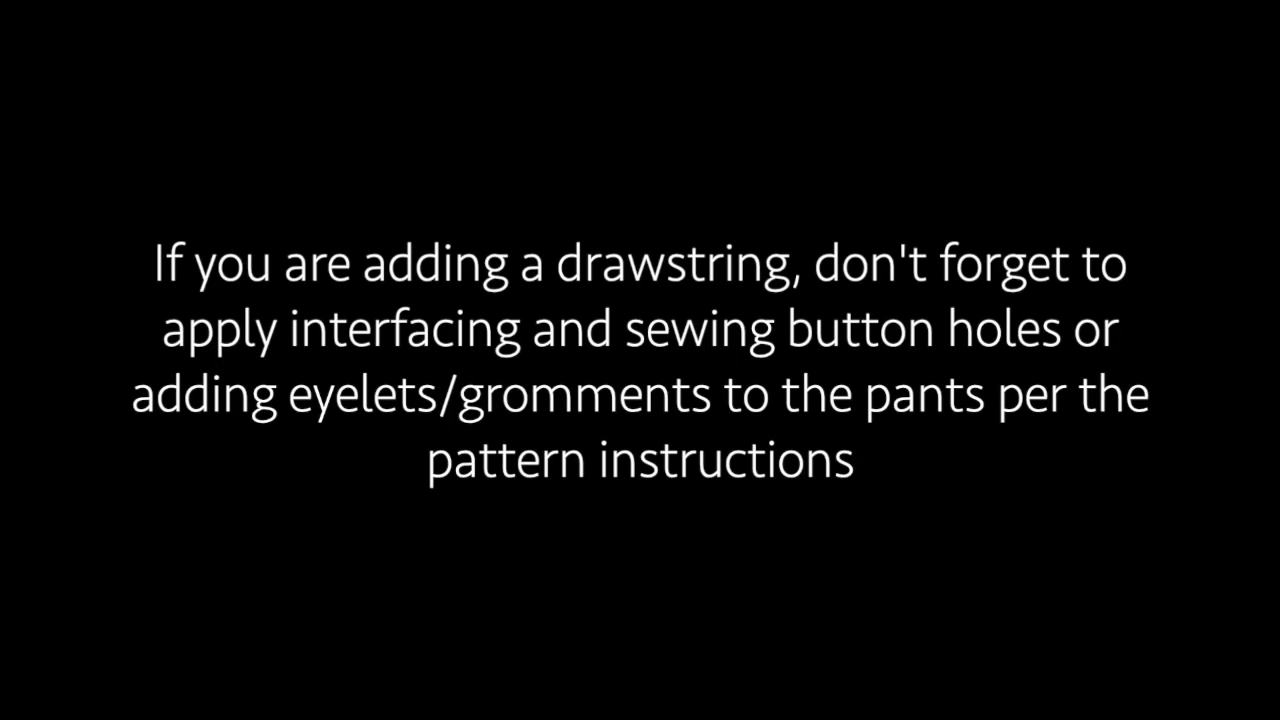 If you are adding a drawstring, don't forget to
apply interfacing and sewing button holes or
adding eyelets/gromments to the pants per the
pattern instructions